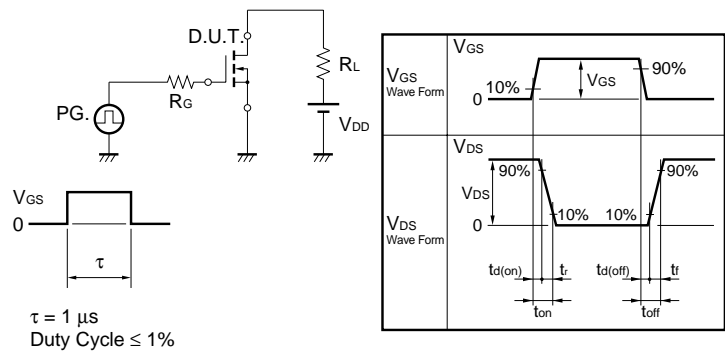 D.U.T.
RL
RG
PG.
VDD
VGS
0
τ
τ = 1 μs
Duty Cycle ≤ 1%
VGS
Wave Form
VGS
10%
0
VGS
90%
VDS
Wave Form
VDS
90%
VDS
0
10%
10%
90%
td(on)
tr
td(off)
tf
ton
toff